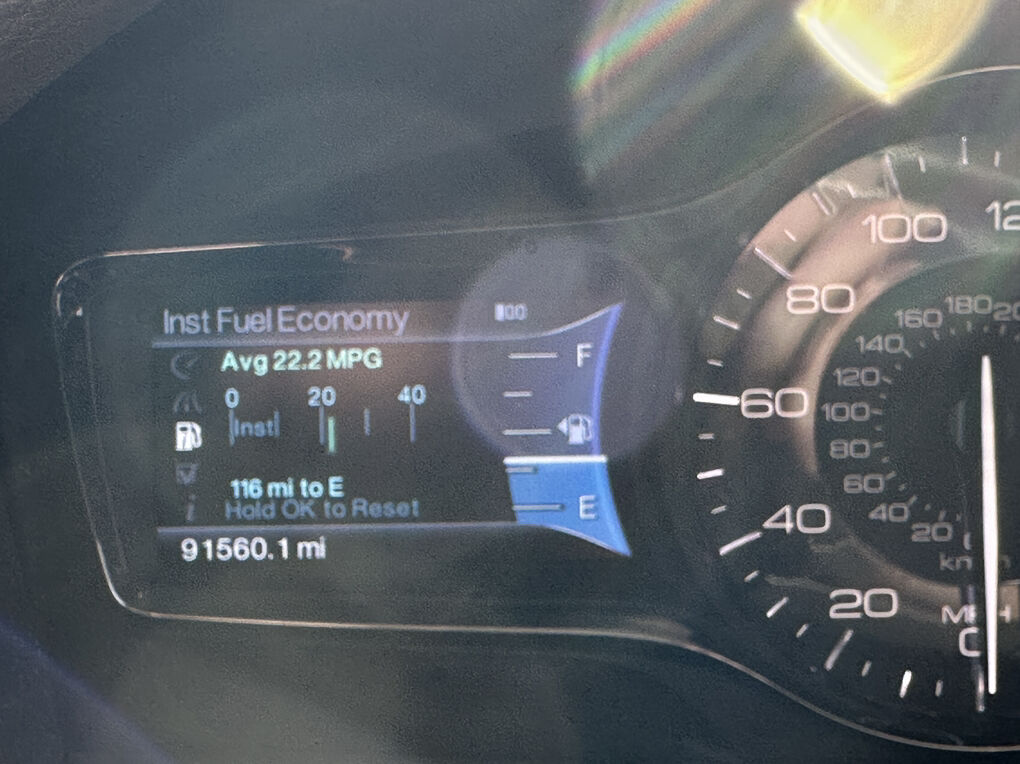 Inst Fuel Economy
Avg 22.2 MPG
0 20 40
Inst
116 mi to E
Hold OK to Reset
91560.1 mi
F
E
100
80
60
40
20
180
160
140
120
100
80
60
40
20